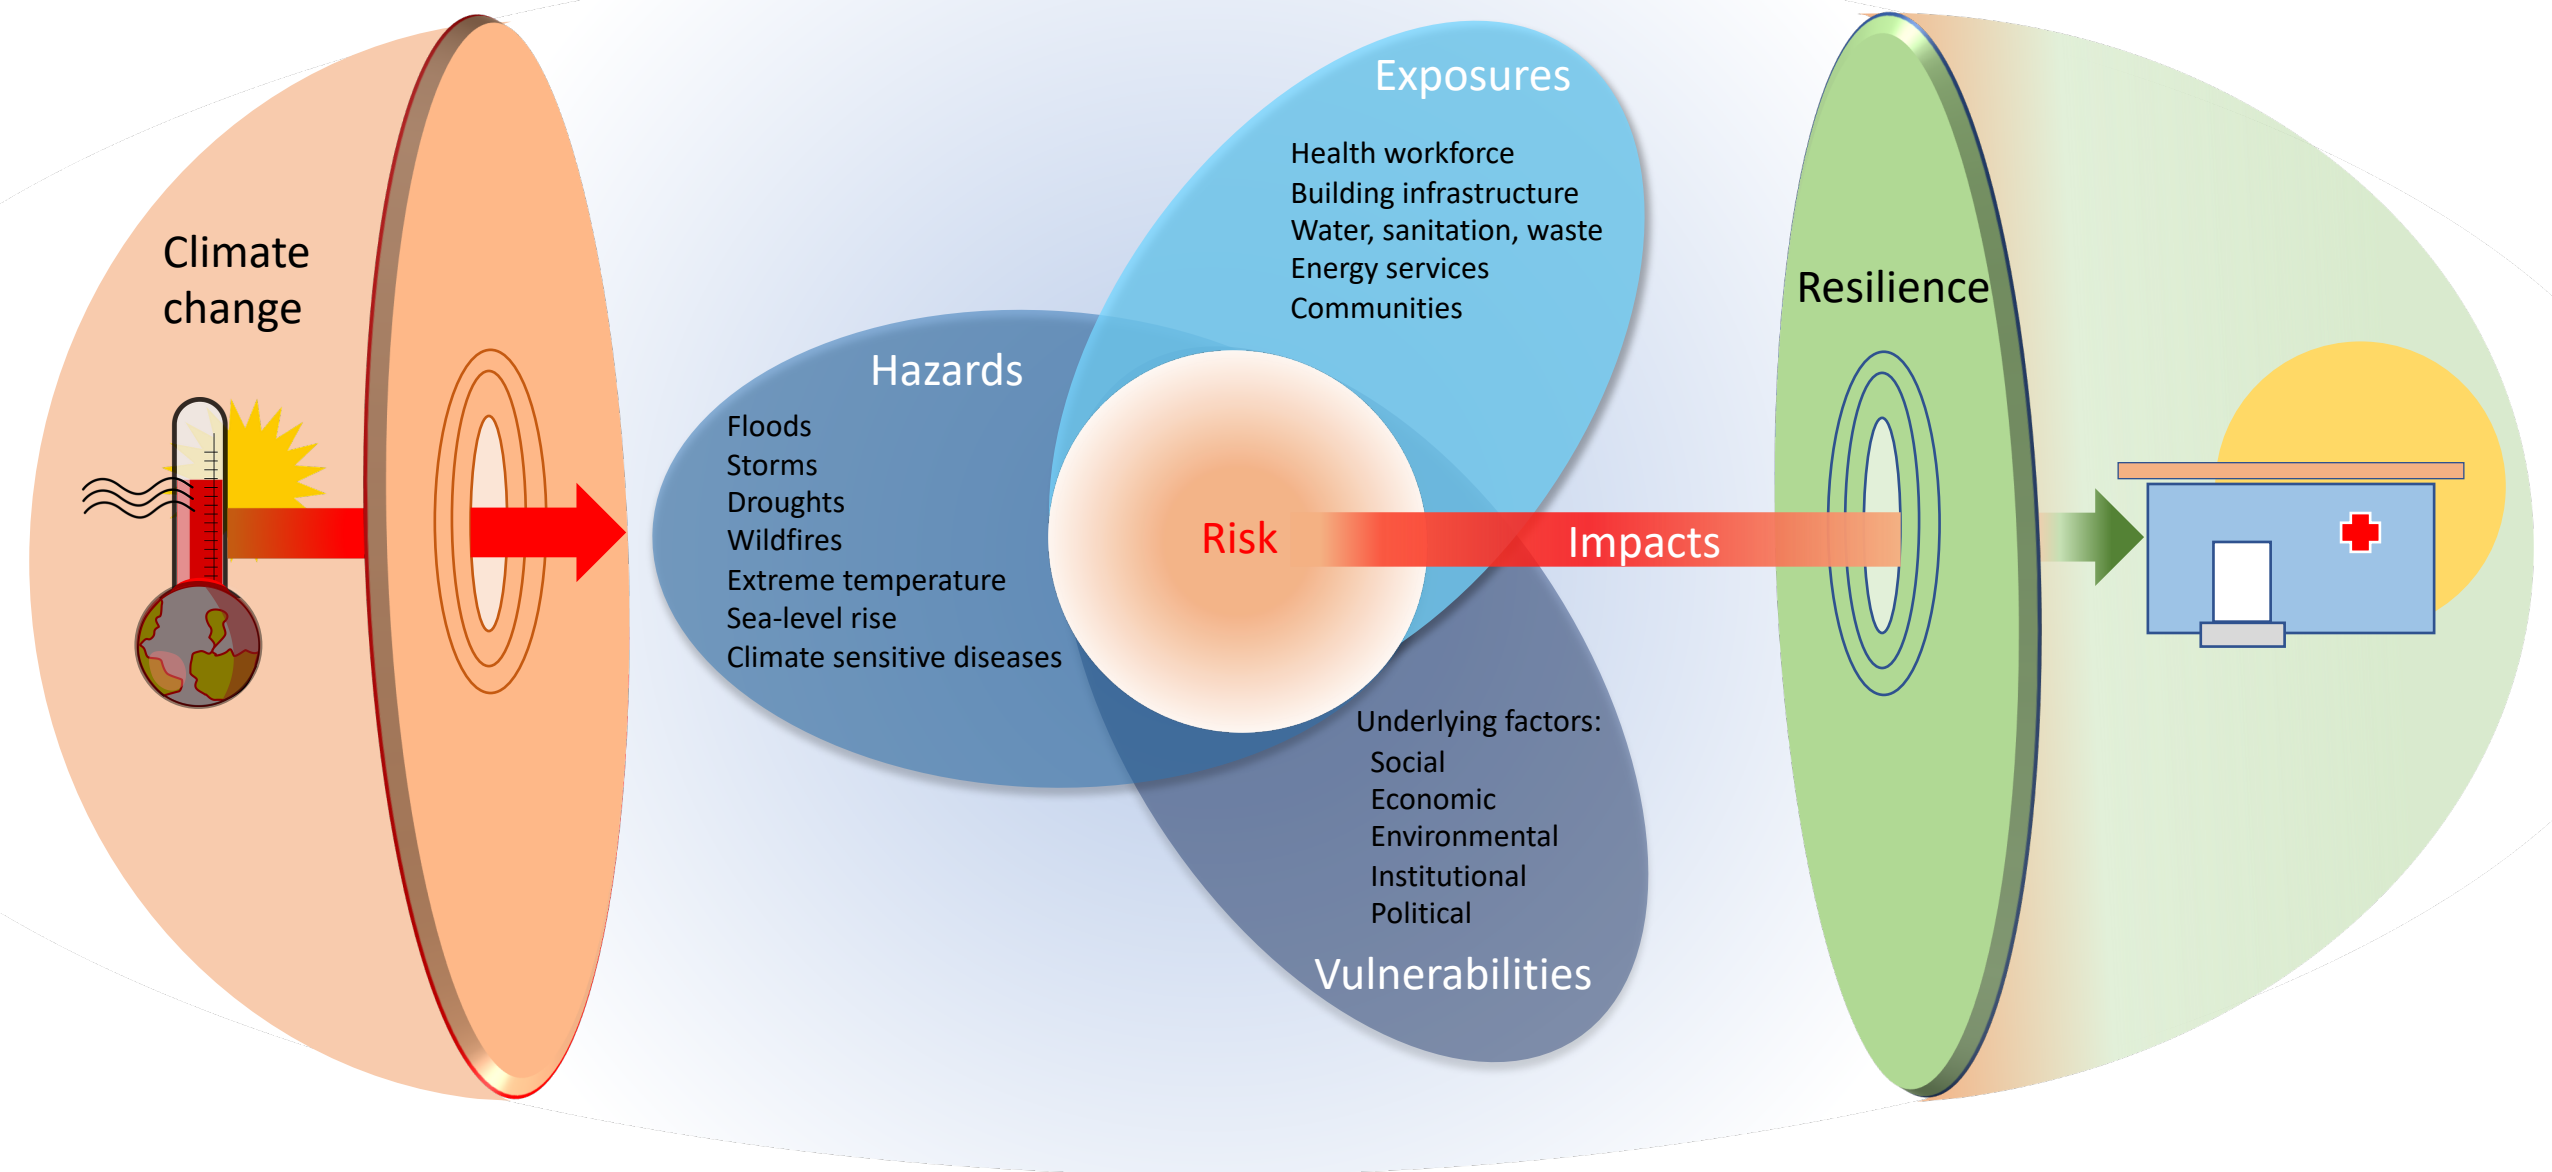 Climate
change
Hazards
Floods
Storms
Droughts
Wildfires
Extreme temperature
Sea-level rise
Climate sensitive diseases
Exposures
Health workforce
Building infrastructure
Water, sanitation, waste
Energy services
Communities
Risk
Impacts
Underlying factors:
Social
Economic
Environmental
Institutional
Political
Vulnerabilities
Resilience